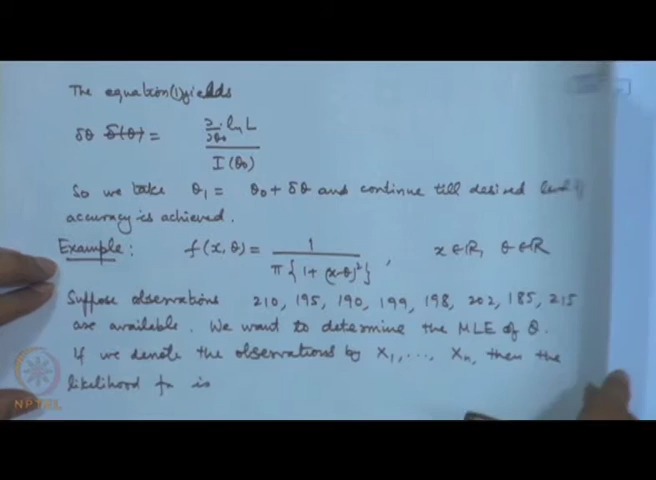 The equation (1) yields
δθ δ(θ) = ∂/∂θ₀ ln L / I(θ₀)
So we take θ₁ = θ₀ + δθ and continue till desired level of
accuracy is achieved.
Example: f(x, θ) = 1 / π{1 + (x-θ)²}, x ∈ ℝ, θ ∈ ℝ
Suppose observations 210, 195, 190, 199, 198, 202, 185, 215
are available. We want to determine the MLE of θ.
If we denote the observations by X₁, ..., Xₙ, then the
likelihood fn is
NPTEL